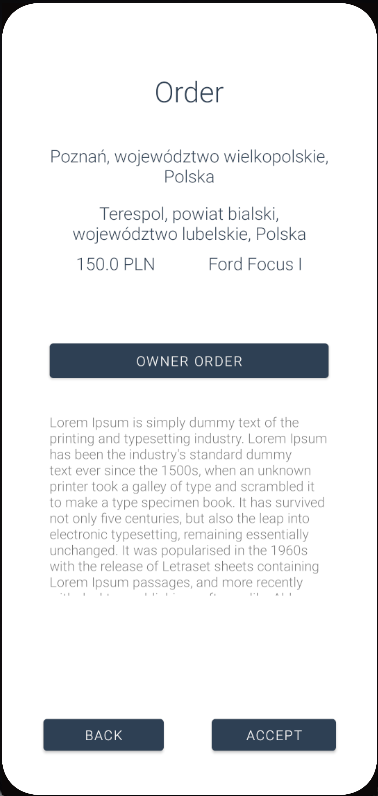 Order
Poznań, województwo wielkopolskie,
Polska
Terespol, powiat bialski,
województwo lubelskie, Polska
150.0 PLN Ford Focus I
OWNER ORDER
Lorem Ipsum is simply dummy text of the
printing and typesetting industry. Lorem Ipsum
has been the industry's standard dummy
text ever since the 1500s, when an unknown
printer took a galley of type and scrambled it
to make a type specimen book. It has survived
not only five centuries, but also the leap into
electronic typesetting, remaining essentially
unchanged. It was popularised in the 1960s
with the release of Letraset sheets containing
Lorem Ipsum passages, and more recently
BACK ACCEPT